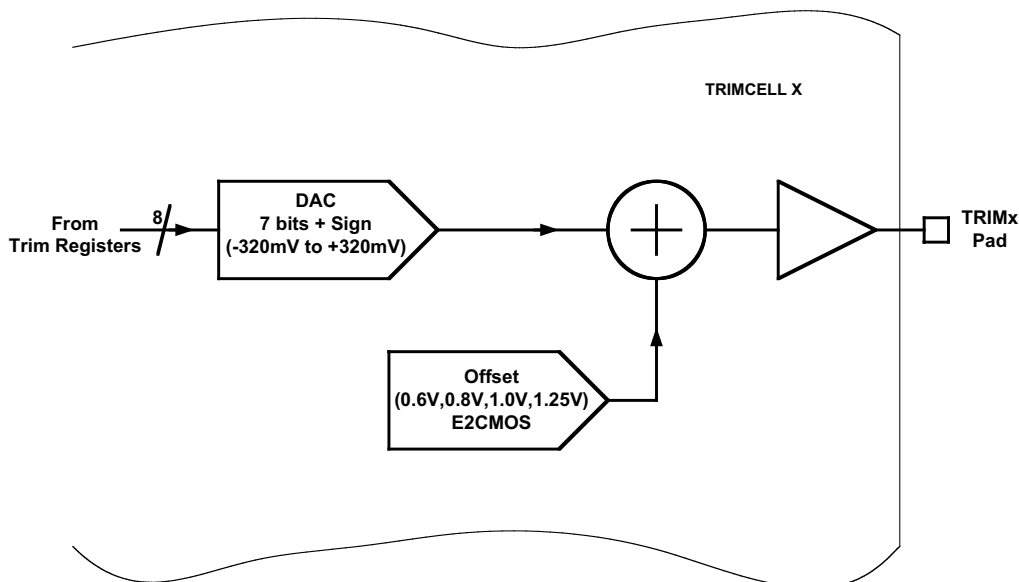 TRIMCELL X
8
DAC
7 bits + Sign
(-320mV to +320mV)
From
Trim Registers
TRIMx
Pad
Offset
(0.6V,0.8V,1.0V,1.25V)
E2CMOS